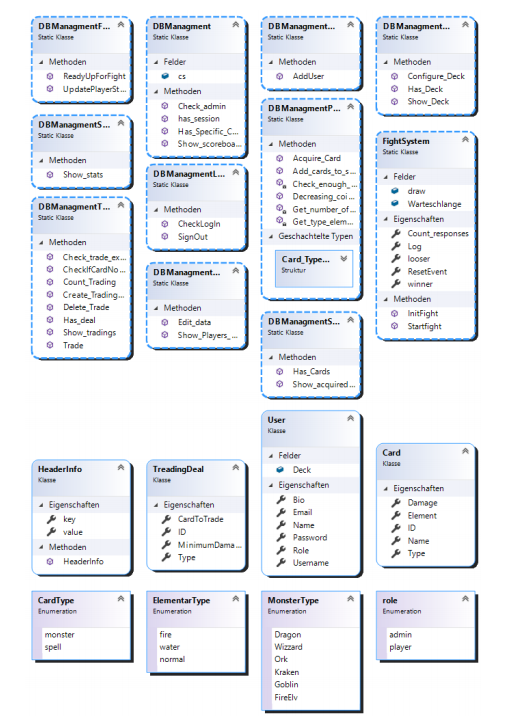 DBManagmentF...
Static Klasse
Methoden
ReadyUpForFight
UpdatePlayerSt...
DBManagmentS...
Static Klasse
Methoden
Show_stats
DBManagmentT...
Static Klasse
Methoden
Check_trade_ex...
CheckIfCardNo...
Count_Trading
Create_Trading...
Delete_Trade
Has_deal
Show_tradings
Trade
DBManagment
Static Klasse
Felder
cs
Methoden
Check_admin
has_session
Has_Specific_C...
Show_scoreboa...
DBManagmentL...
Static Klasse
Methoden
CheckLogIn
SignOut
DBManagment...
Static Klasse
Methoden
Edit_data
Show_Players_...
DBManagment...
Static Klasse
Methoden
AddUser
DBManagmentP...
Static Klasse
Methoden
Acquire_Card
Add_cards_to_s...
Check_enough_...
Decreasing_coi...
Get_number_of...
Get_type_elem...
Geschachtelte Typen
Card_Type...
Struktur
DBManagmentS...
Static Klasse
Methoden
Has_Cards
Show_acquired...
DBManagment...
Static Klasse
Methoden
Configure_Deck
Has_Deck
Show_Deck
FightSystem
Static Klasse
Felder
draw
Warteschlange
Eigenschaften
Count_responses
Log
looser
ResetEvent
winner
Methoden
InitFight
Startfight
HeaderInfo
Klasse
Eigenschaften
key
value
Methoden
HeaderInfo
TreadingDeal
Klasse
Eigenschaften
CardToTrade
ID
MinimumDama...
Type
User
Klasse
Felder
Deck
Eigenschaften
Bio
Email
Name
Password
Role
Username
Card
Klasse
Eigenschaften
Damage
Element
ID
Name
Type
CardType
Enumeration
monster
spell
ElementarType
Enumeration
fire
water
normal
MonsterType
Enumeration
Dragon
Wizzard
Ork
Kraken
Goblin
FireElv
role
Enumeration
admin
player